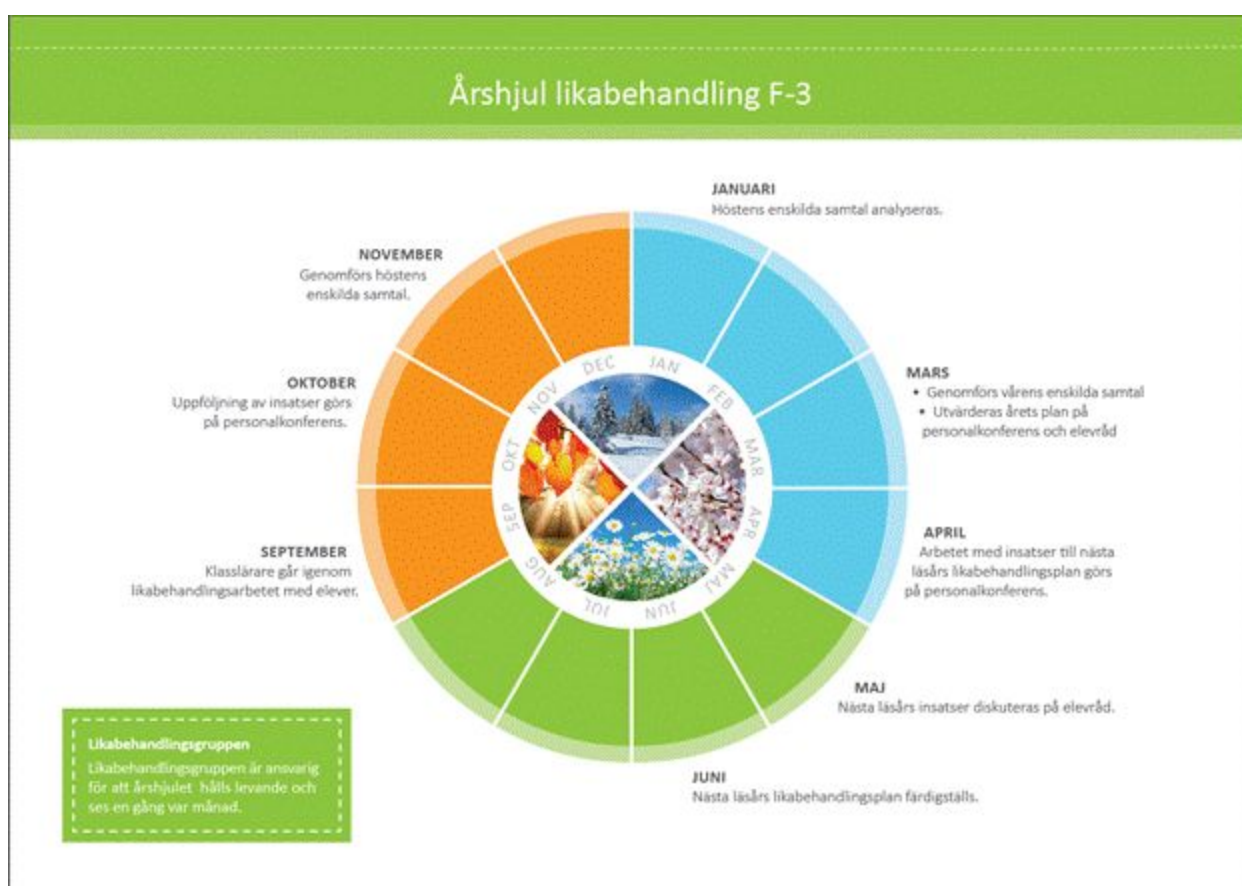 Årshjul likabehandling F-3
JANUARI
Höstens enskilda samtal analyseras.
MARS
• Genomförs vårens enskilda samtal
• Utvärderas årets plan på
personalkonferens och elevråd
APRIL
Arbetet med insatser till nästa
läsårs likabehandlingsplan görs
på personalkonferens.
MAJ
Nästa läsårs insatser diskuteras på elevråd.
JUNI
Nästa läsårs likabehandlingsplan färdigställs.
SEPTEMBER
Klasslärare går igenom
likabehandlingsarbetet med elever.
OKTOBER
Uppföljning av insatser görs
på personalkonferens.
NOVEMBER
Genomförs höstens
enskilda samtal.
JAN
FEB
MAR
APR
MAJ
JUN
JUL
AUG
SEP
OKT
NOV
DEC
Likabehandlingsgruppen
Likabehandlingsgruppen är ansvarig
för att årshjulet hålls levande och
ses en gång var månad.